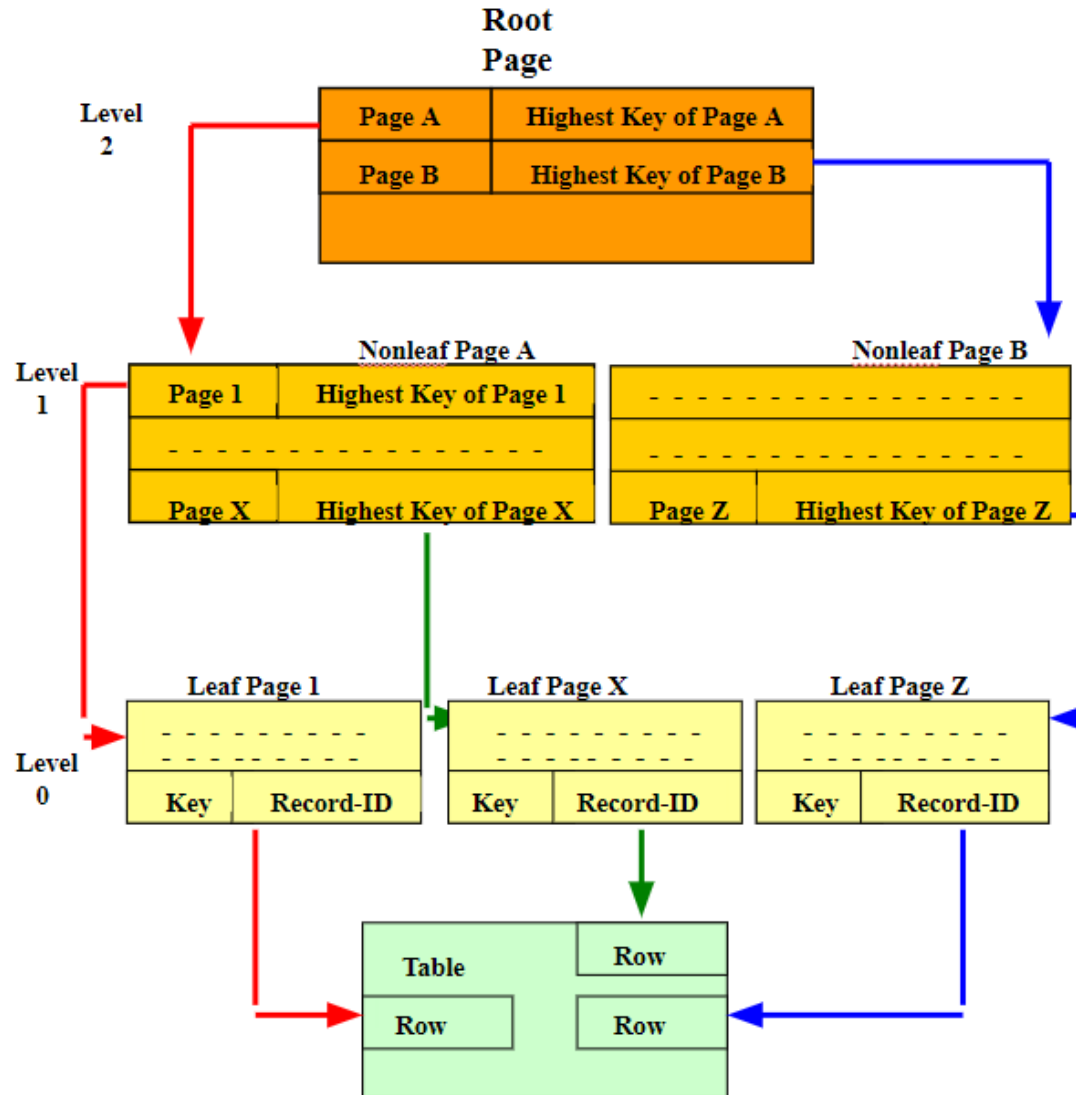 Root
Page
Level
2
Page A Highest Key of Page A
Page B Highest Key of Page B
Nonleaf Page A Nonleaf Page B
Level
1
Page 1 Highest Key of Page 1 - - - - - - - - - - - - - - - -
- - - - - - - - - - - - - - - - - - - - - - - - - - - - - - - -
Page X Highest Key of Page X Page Z Highest Key of Page Z
Leaf Page 1 Leaf Page X Leaf Page Z
- - - - - - - - - - - - - - - - - - - - - - - - - - -
- - - - - - - - - - - - - - - - - - - - - - - - - - -
Level
0
Key Record-ID Key Record-ID Key Record-ID
Row
Table
Row Row